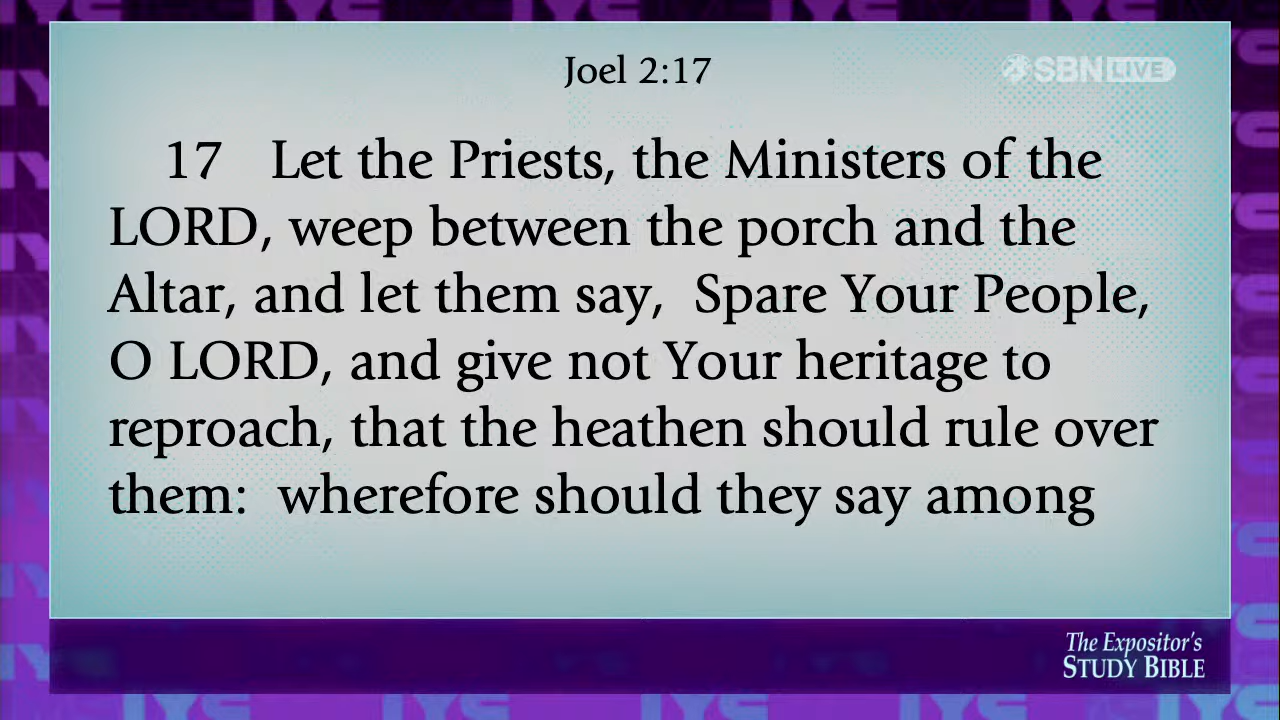 Joel 2:17
SBN LIVE
17 Let the Priests, the Ministers of the
LORD, weep between the porch and the
Altar, and let them say, Spare Your People,
O LORD, and give not Your heritage to
reproach, that the heathen should rule over
them: wherefore should they say among
The Expositor's
STUDY BIBLE